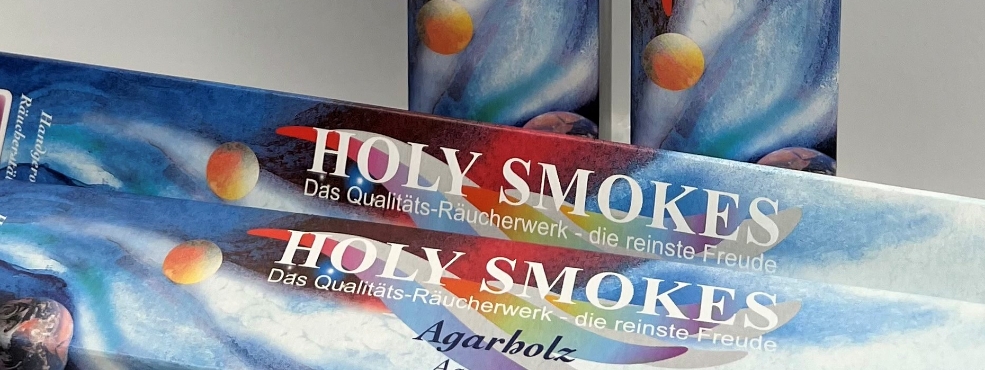 HOLY SMOKES
Das Qualitäts-Räucherwerk - die reinste Freude
HOLY SMOKES
Das Qualitäts-Räucherwerk - die reinste Freude
Agarholz